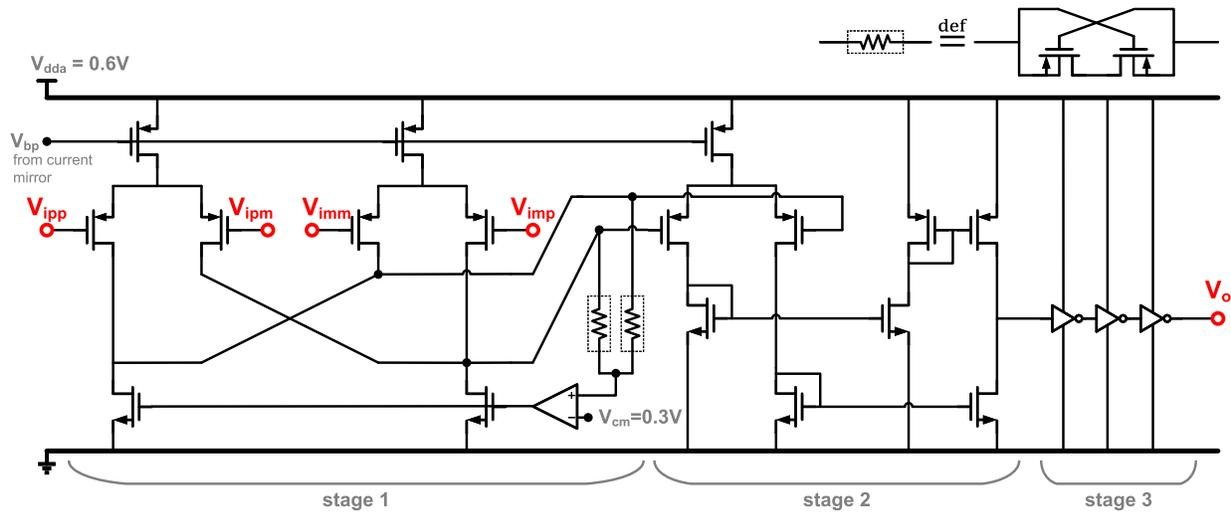 def
V_dda = 0.6V
V_bp
from current
mirror
V_ipp
V_ipm
V_imm
V_imp
V_o
+
−
V_cm=0.3V
stage 1
stage 2
stage 3